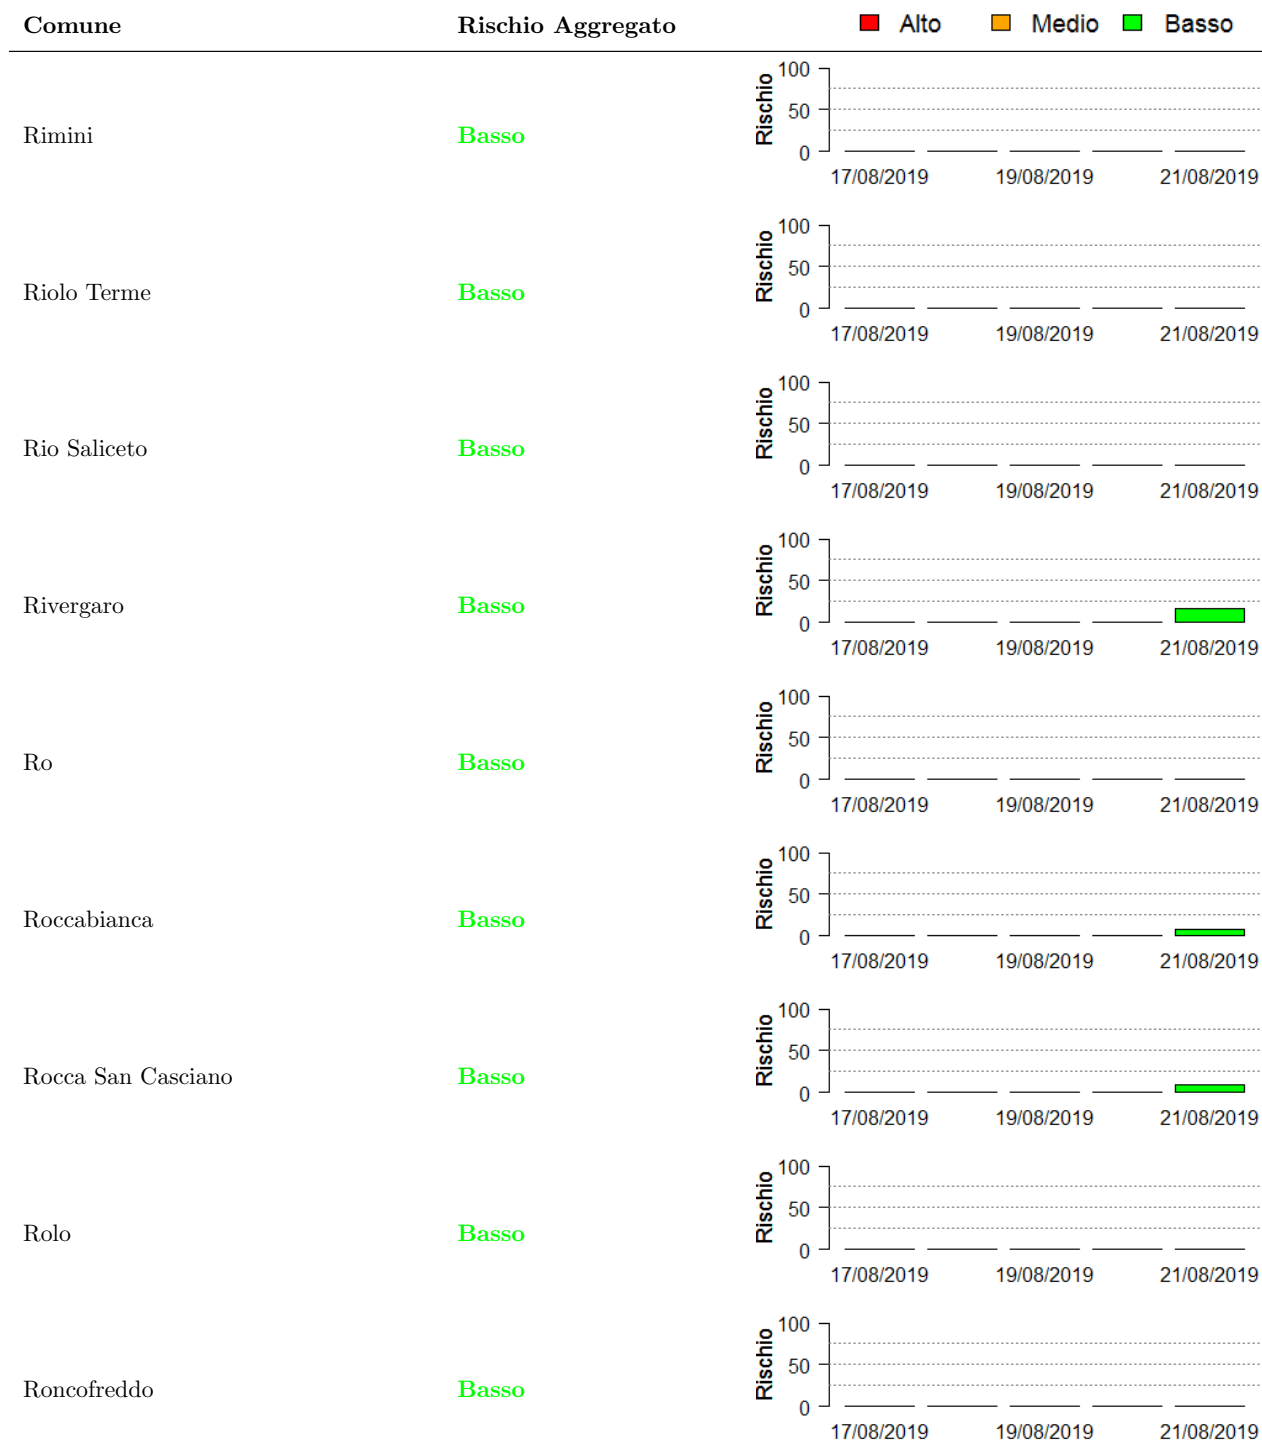 Comune Rischio Aggregato Alto Medio Basso
Rimini Basso
Rischio
100
50
0
17/08/2019 19/08/2019 21/08/2019
Riolo Terme Basso
Rischio
100
50
0
17/08/2019 19/08/2019 21/08/2019
Rio Saliceto Basso
Rischio
100
50
0
17/08/2019 19/08/2019 21/08/2019
Rivergaro Basso
Rischio
100
50
0
17/08/2019 19/08/2019 21/08/2019
Ro Basso
Rischio
100
50
0
17/08/2019 19/08/2019 21/08/2019
Roccabianca Basso
Rischio
100
50
0
17/08/2019 19/08/2019 21/08/2019
Rocca San Casciano Basso
Rischio
100
50
0
17/08/2019 19/08/2019 21/08/2019
Rolo Basso
Rischio
100
50
0
17/08/2019 19/08/2019 21/08/2019
Roncofreddo Basso
Rischio
100
50
0
17/08/2019 19/08/2019 21/08/2019